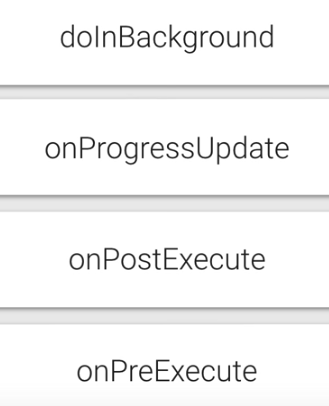 doInBackground
onProgressUpdate
onPostExecute
onPreExecute